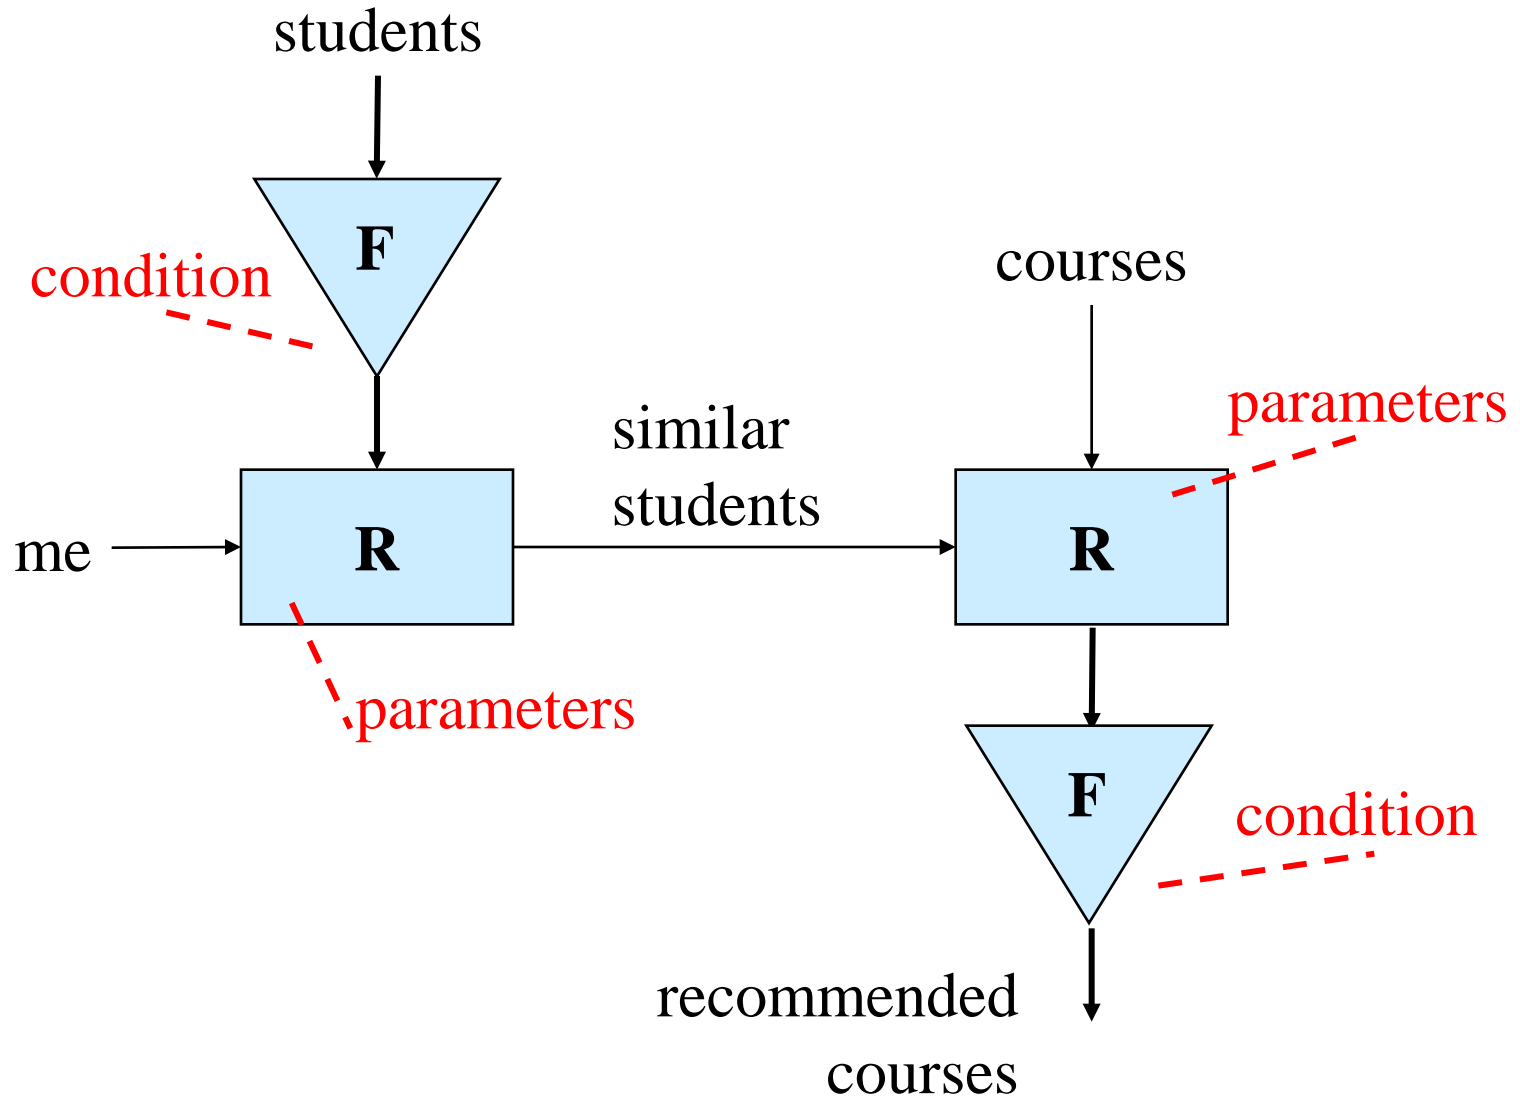 students
F
condition
courses
parameters
similar
students
me
R
R
parameters
F
condition
recommended
courses